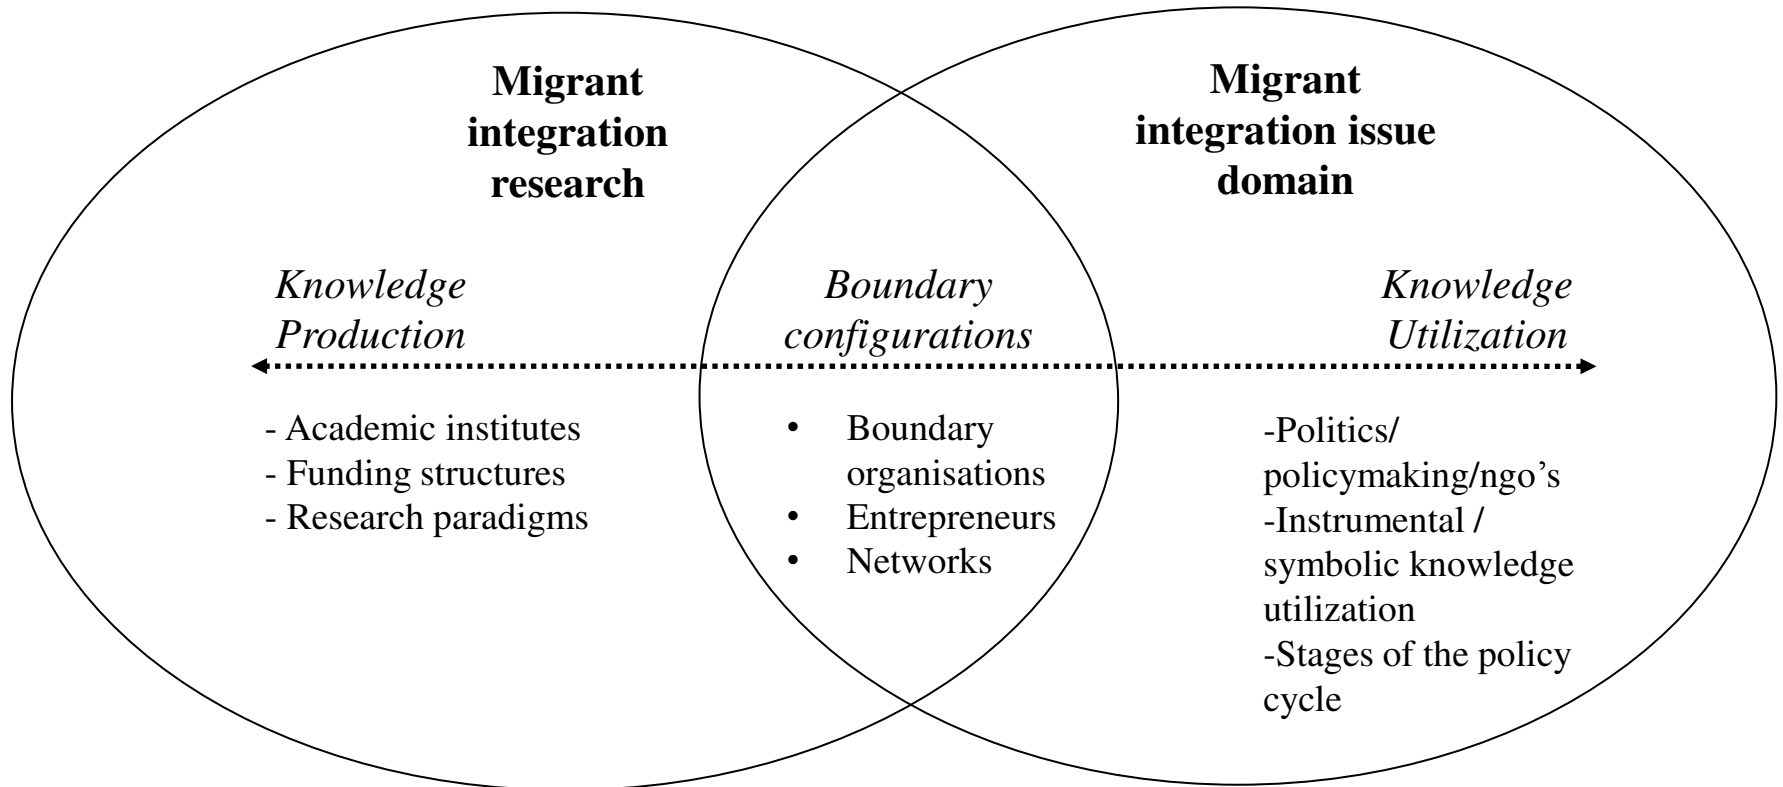 Migrant
integration
research
Migrant
integration issue
domain
Knowledge
Production
Boundary
configurations
Knowledge
Utilization
- Academic institutes
- Funding structures
- Research paradigms
• Boundary
organisations
• Entrepreneurs
• Networks
-Politics/
policymaking/ngo’s
-Instrumental /
symbolic knowledge
utilization
-Stages of the policy
cycle